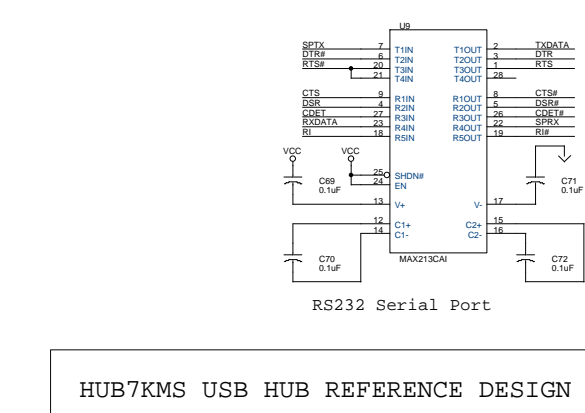 U9
SPTX 7 T1IN T1OUT 2 TXDATA
DTR# 6 T2IN T2OUT 3 DTR
RTS# 20 T3IN T3OUT 1 RTS
21 T4IN T4OUT 28
CTS 9 R1IN R1OUT 8 CTS#
DSR 4 R2IN R2OUT 5 DSR#
CDET 27 R3IN R3OUT 26 CDET#
RXDATA 23 R4IN R4OUT 22 SPRX
RI 18 R5IN R5OUT 19 RI#
VCC VCC
25 SHDN#
24 EN
C69 0.1uF
C71 0.1uF
13 V+ V- 17
12 C1+ C2+ 15
14 C1- C2- 16
C70 0.1uF
MAX213CAI
C72 0.1uF
RS232 Serial Port
HUB7KMS USB HUB REFERENCE DESIGN